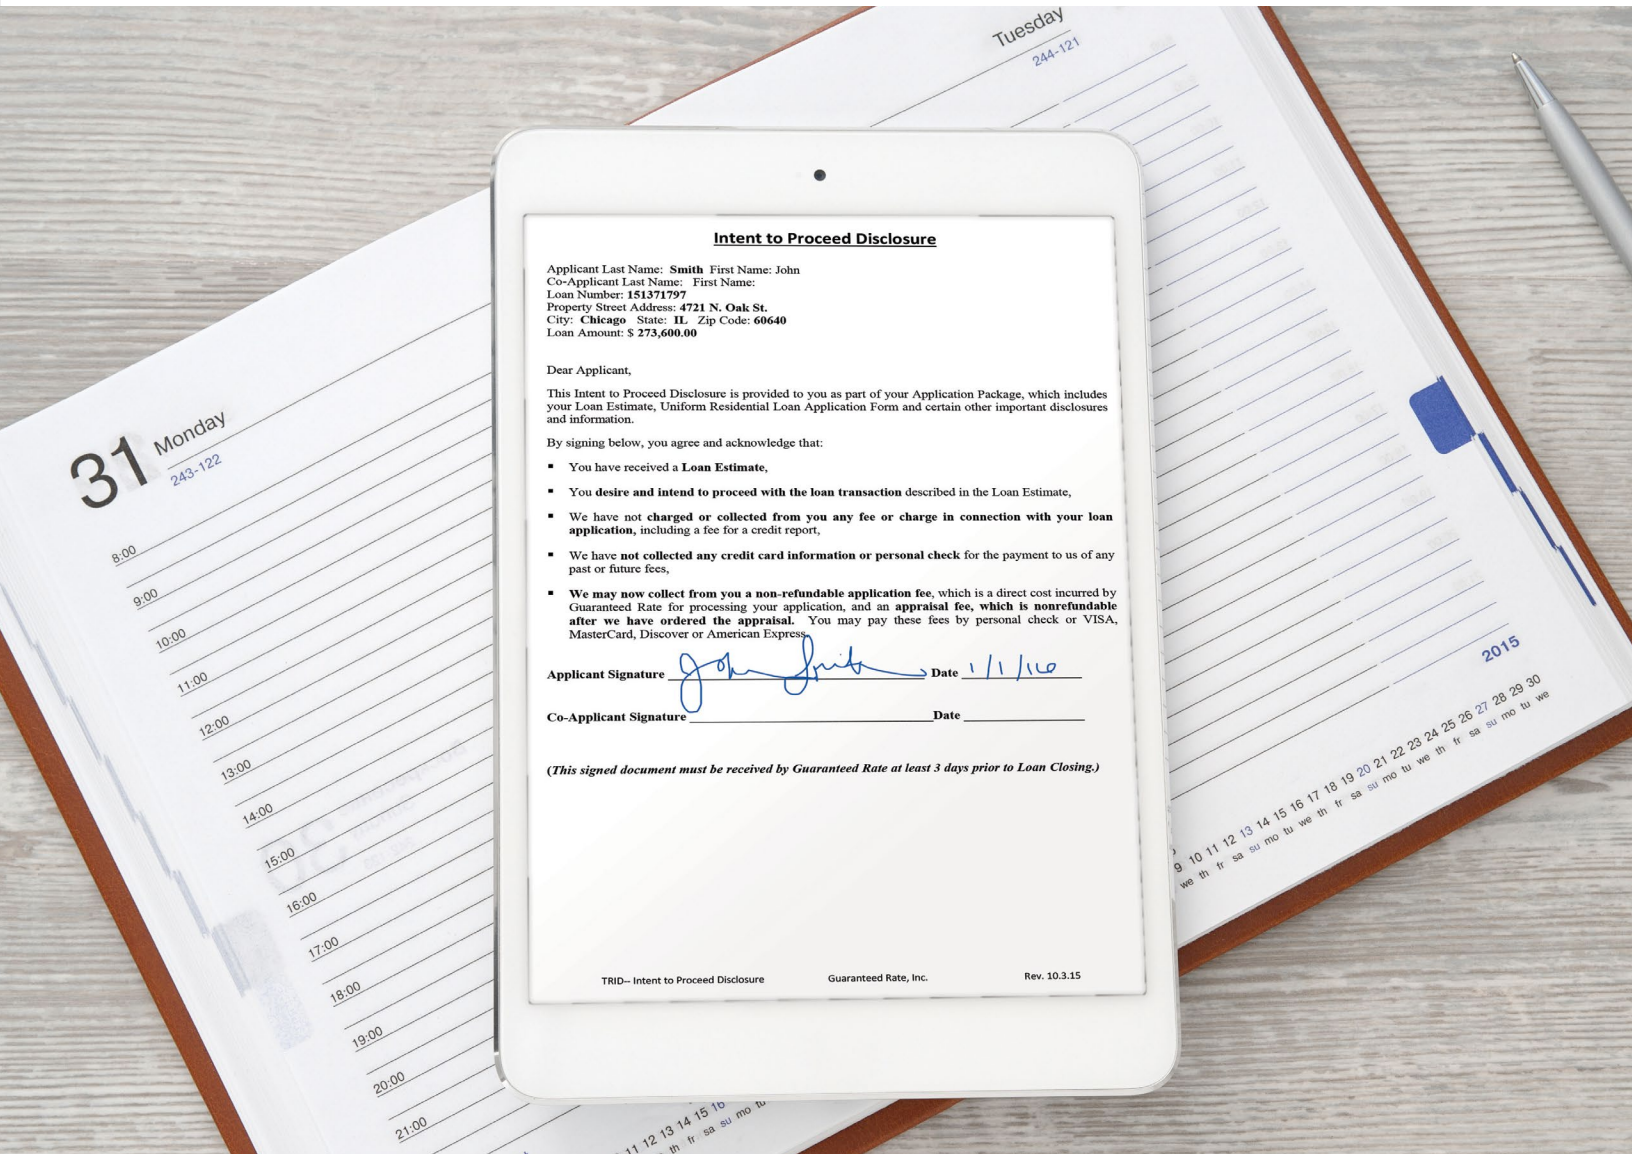 Tuesday
244-121
31 Monday
243-122
8:00
9:00
10:00
11:00
12:00
13:00
14:00
15:00
16:00
17:00
18:00
19:00
20:00
21:00
Intent to Proceed Disclosure
Applicant Last Name: Smith First Name: John
Co-Applicant Last Name: First Name:
Loan Number: 151371797
Property Street Address: 4721 N. Oak St.
City: Chicago State: IL Zip Code: 60640
Loan Amount: $ 273,600.00
Dear Applicant,
This Intent to Proceed Disclosure is provided to you as part of your Application Package, which includes
your Loan Estimate, Uniform Residential Loan Application Form and certain other important disclosures
and information.
By signing below, you agree and acknowledge that:
▪ You have received a Loan Estimate,
▪ You desire and intend to proceed with the loan transaction described in the Loan Estimate,
▪ We have not charged or collected from you any fee or charge in connection with your loan
application, including a fee for a credit report,
▪ We have not collected any credit card information or personal check for the payment to us of any
past or future fees,
▪ We may now collect from you a non-refundable application fee, which is a direct cost incurred by
Guaranteed Rate for processing your application, and an appraisal fee, which is nonrefundable
after we have ordered the appraisal. You may pay these fees by personal check or VISA,
MasterCard, Discover or American Express.
Applicant Signature John Smith Date 1/1/16
Co-Applicant Signature Date
(This signed document must be received by Guaranteed Rate at least 3 days prior to Loan Closing.)
TRID-- Intent to Proceed Disclosure Guaranteed Rate, Inc. Rev. 10.3.15
2015
9 10 11 12 13 14 15 16 17 18 19 20 21 22 23 24 25 26 27 28 29 30
we th fr sa su mo tu we th fr sa su mo tu we th fr sa su mo tu we
11 12 13 14 15 16
th fr sa su mo tu